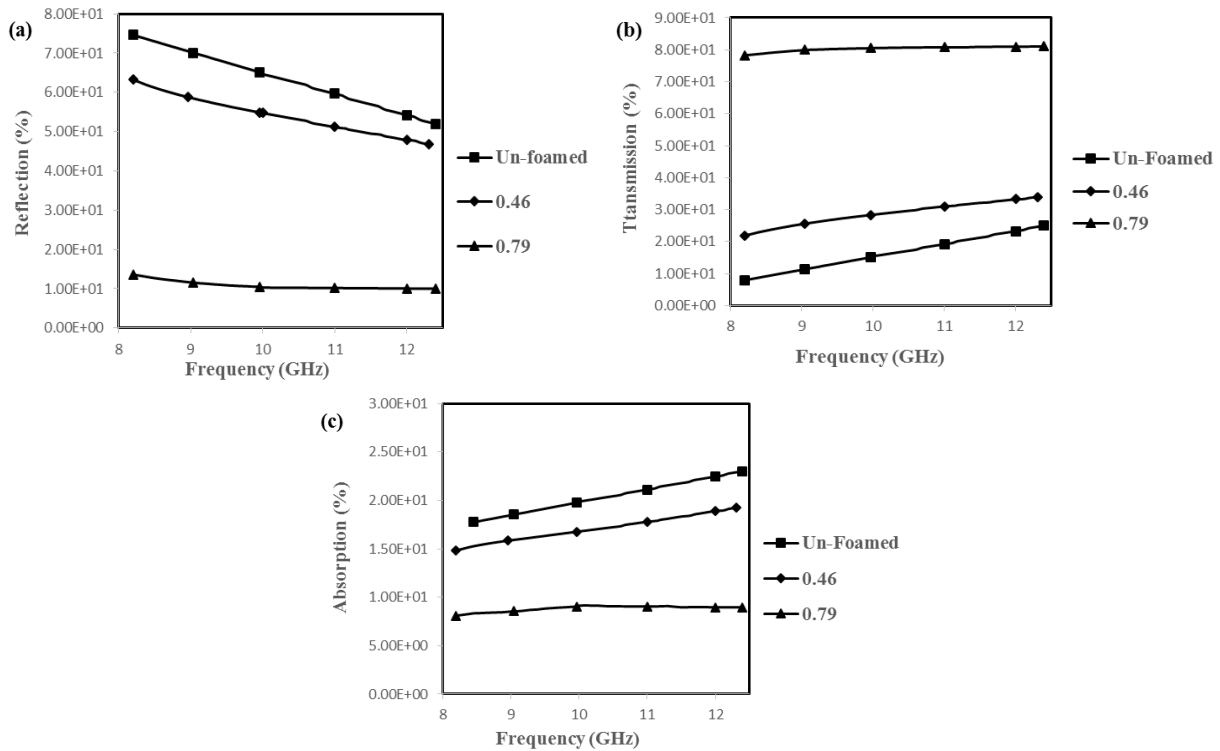 (a)
8.00E+01
7.00E+01
6.00E+01
5.00E+01
4.00E+01
3.00E+01
2.00E+01
1.00E+01
0.00E+00
Reflection (%)
8 9 10 11 12
Frequency (GHz)
Un-foamed
0.46
0.79
(b)
9.00E+01
8.00E+01
7.00E+01
6.00E+01
5.00E+01
4.00E+01
3.00E+01
2.00E+01
1.00E+01
0.00E+00
Ttansmission (%)
8 9 10 11 12
Frequency (GHz)
Un-Foamed
0.46
0.79
(c)
3.00E+01
2.50E+01
2.00E+01
1.50E+01
1.00E+01
5.00E+00
0.00E+00
Absorption (%)
8 9 10 11 12
Frequency (GHz)
Un-Foamed
0.46
0.79